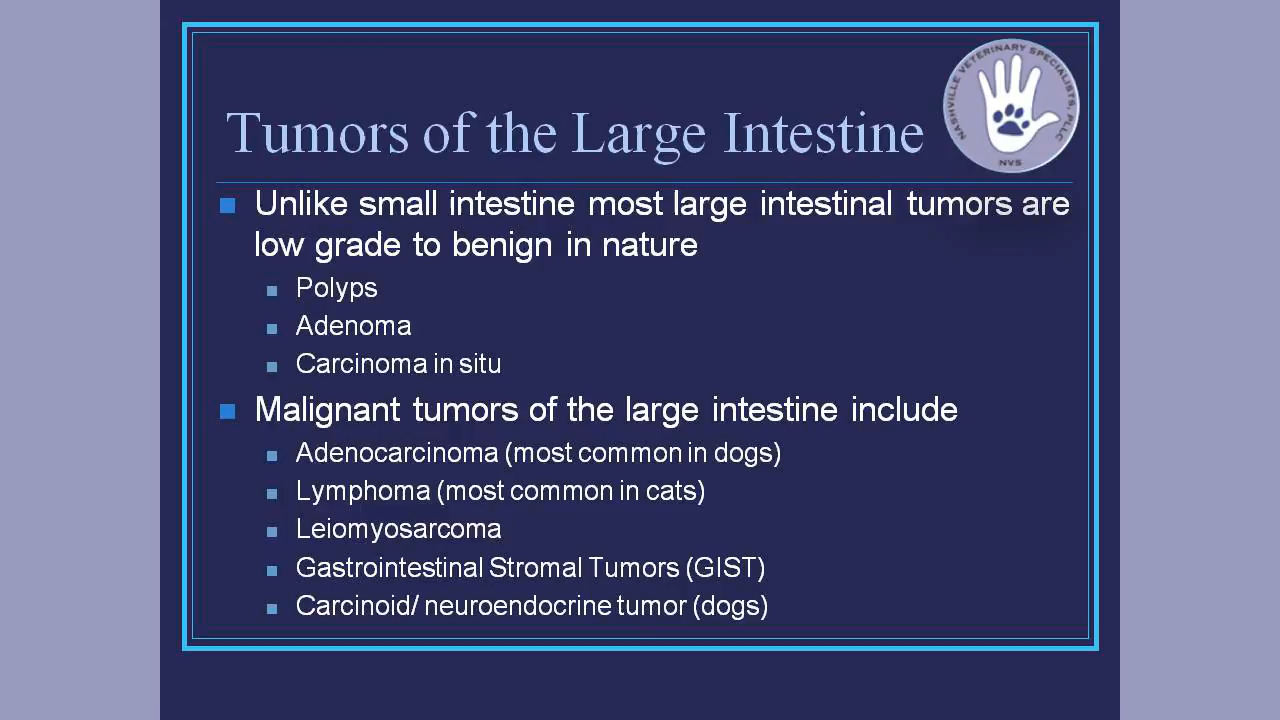 NASHVILLE VETERINARY SPECIALISTS, PLLC
NVS
Tumors of the Large Intestine
Unlike small intestine most large intestinal tumors are
low grade to benign in nature
Polyps
Adenoma
Carcinoma in situ
Malignant tumors of the large intestine include
Adenocarcinoma (most common in dogs)
Lymphoma (most common in cats)
Leiomyosarcoma
Gastrointestinal Stromal Tumors (GIST)
Carcinoid/ neuroendocrine tumor (dogs)